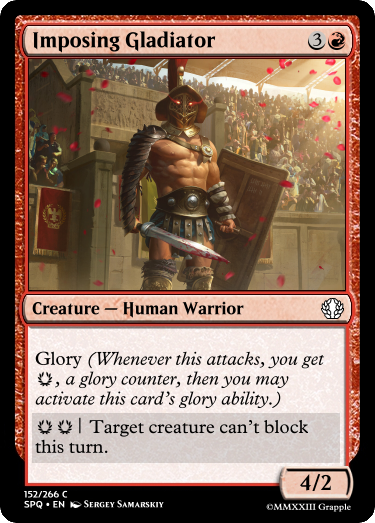 Imposing Gladiator 3
Creature — Human Warrior
Glory (Whenever this attacks, you get
, a glory counter, then you may
activate this card's glory ability.)
| Target creature can't block
this turn.
4/2
152/266 C
SPQ • EN Sergey Samarskiy
©MMXXIII Grapple